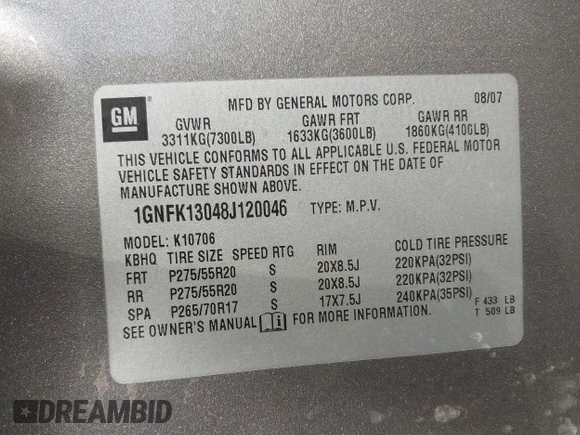 GM
®
MFD BY GENERAL MOTORS CORP. 08/07
GVWR GAWR FRT GAWR RR
3311KG(7300LB) 1633KG(3600LB) 1860KG(4100LB)
THIS VEHICLE CONFORMS TO ALL APPLICABLE U.S. FEDERAL MOTOR
VEHICLE SAFETY STANDARDS IN EFFECT ON THE DATE OF
MANUFACTURE SHOWN ABOVE.
1GNFK13048J120046 TYPE: M.P.V.
MODEL: K10706
KBHQ TIRE SIZE SPEED RTG RIM COLD TIRE PRESSURE
FRT P275/55R20 S 20X8.5J 220KPA(32PSI)
RR P275/55R20 S 20X8.5J 220KPA(32PSI)
SPA P265/70R17 S 17X7.5J 240KPA(35PSI)
F 433 LB
SEE OWNER'S MANUAL i FOR MORE INFORMATION.
T 509 LB
DREAMBID